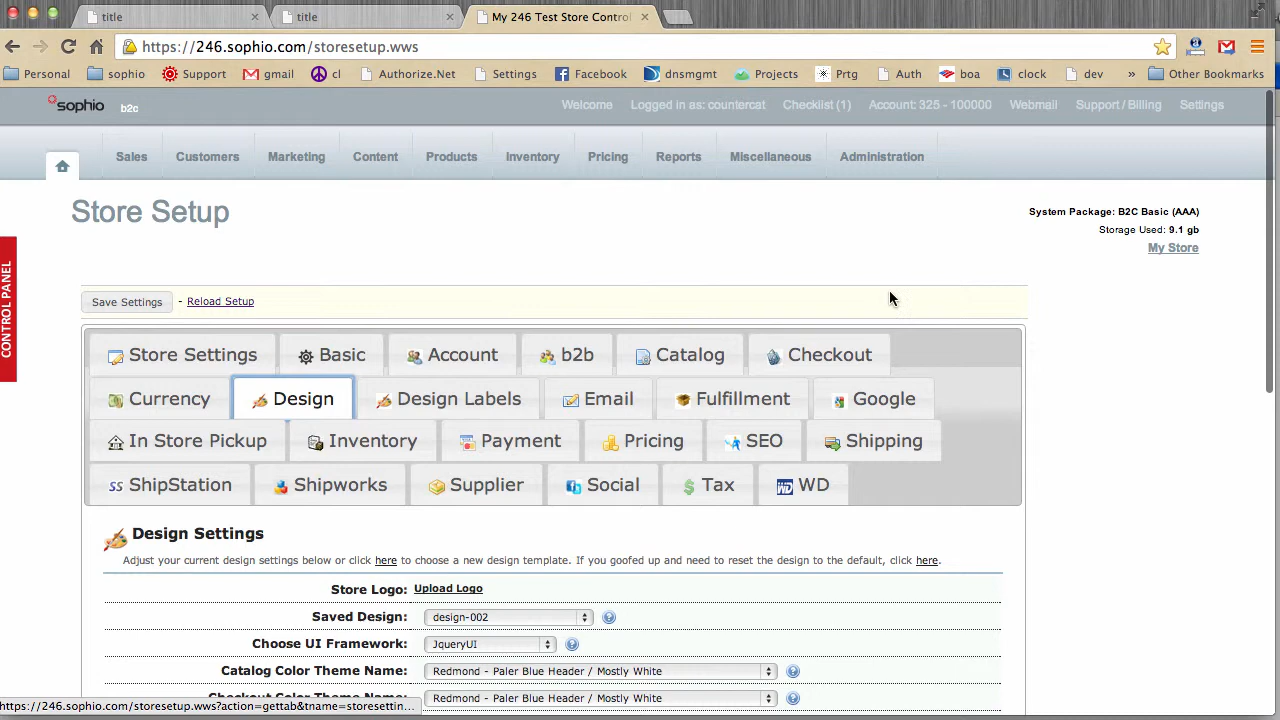 title
title
My 246 Test Store Control
https://246.sophio.com/storesetup.wws
Personal
sophio
Support
gmail
cl
Authorize.Net
Settings
Facebook
dnsmgmt
Projects
Prtg
Auth
boa
clock
dev
»
Other Bookmarks
sophio b2c
Welcome
Logged in as: countercat
Checklist (1)
Account: 325 - 100000
Webmail
Support / Billing
Settings
Sales
Customers
Marketing
Content
Products
Inventory
Pricing
Reports
Miscellaneous
Administration
Store Setup
System Package: B2C Basic (AAA)
Storage Used: 9.1 gb
My Store
CONTROL PANEL
Save Settings - Reload Setup
Store Settings
Basic
Account
b2b
Catalog
Checkout
Currency
Design
Design Labels
Email
Fulfillment
Google
In Store Pickup
Inventory
Payment
Pricing
SEO
Shipping
SS ShipStation
Shipworks
Supplier
Social
Tax
WD
Design Settings
Adjust your current design settings below or click here to choose a new design template. If you goofed up and need to reset the design to the default, click here.
Store Logo: Upload Logo
Saved Design: design-002
Choose UI Framework: JqueryUI
Catalog Color Theme Name: Redmond - Paler Blue Header / Mostly White
Checkout Color Theme Name: Redmond - Paler Blue Header / Mostly White
https://246.sophio.com/storesetup.wws?action=gettab&tname=storesettin...